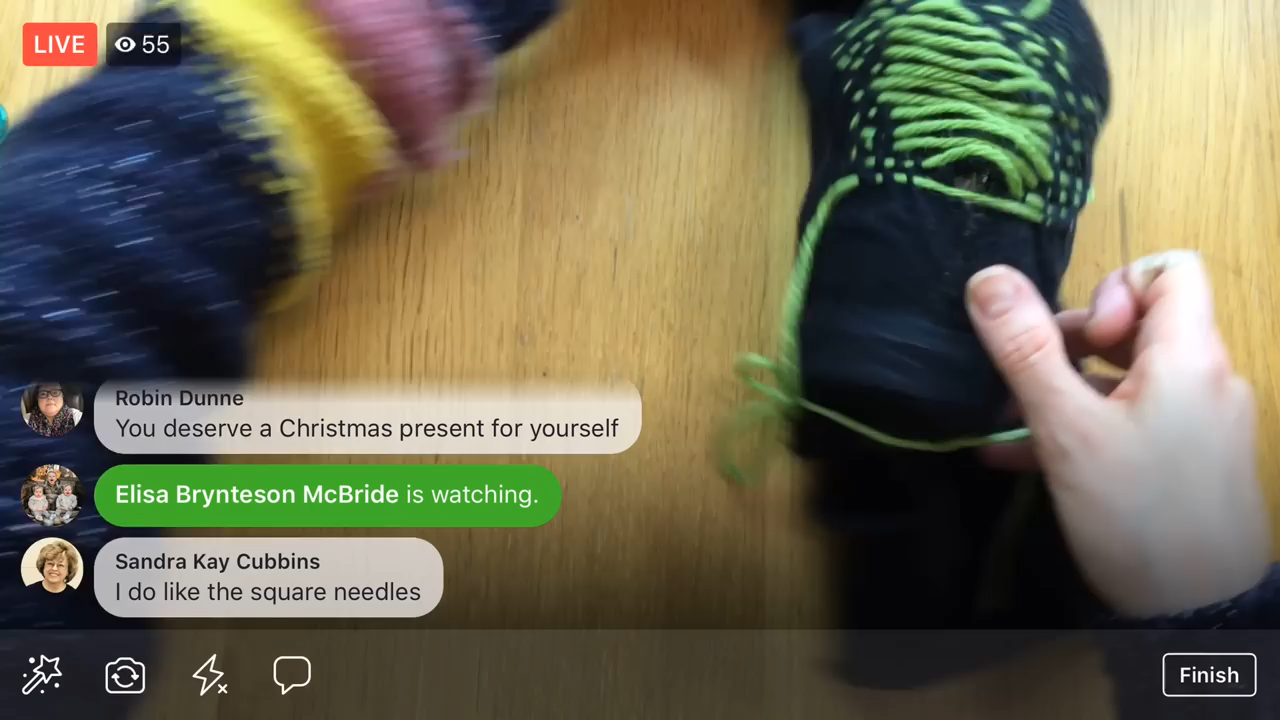 LIVE
55
Robin Dunne
You deserve a Christmas present for yourself
Elisa Brynteson McBride is watching.
Sandra Kay Cubbins
I do like the square needles
Finish